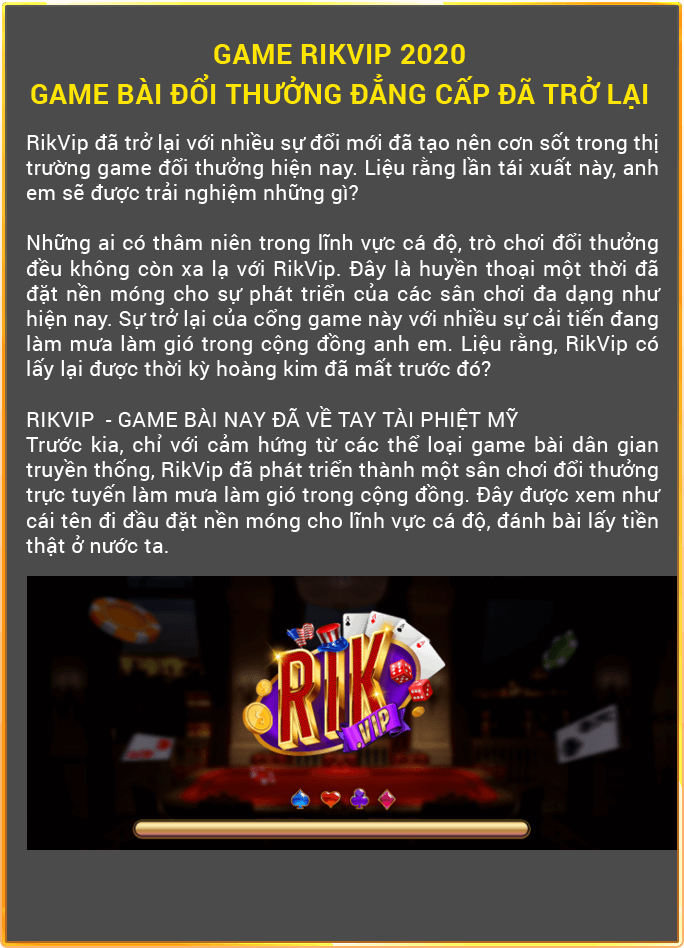 GAME RIKVIP 2020
GAME BÀI ĐỔI THƯỞNG ĐẲNG CẤP ĐÃ TRỞ LẠI
RikVip đã trở lại với nhiều sự đổi mới đã tạo nên cơn sốt trong thị
trường game đổi thưởng hiện nay. Liệu rằng lần tái xuất này, anh
em sẽ được trải nghiệm những gì?
Những ai có thâm niên trong lĩnh vực cá độ, trò chơi đổi thưởng
đều không còn xa lạ với RikVip. Đây là huyền thoại một thời đã
đặt nền móng cho sự phát triển của các sân chơi đa dạng như
hiện nay. Sự trở lại của cổng game này với nhiều sự cải tiến đang
làm mưa làm gió trong cộng đồng anh em. Liệu rằng, RikVip có
lấy lại được thời kỳ hoàng kim đã mất trước đó?
RIKVIP - GAME BÀI NAY ĐÃ VỀ TAY TÀI PHIỆT MỸ
Trước kia, chỉ với cảm hứng từ các thể loại game bài dân gian
truyền thống, RikVip đã phát triển thành một sân chơi đổi thưởng
trực tuyến làm mưa làm gió trong cộng đồng. Đây được xem như
cái tên đi đầu đặt nền móng cho lĩnh vực cá độ, đánh bài lấy tiền
thật ở nước ta.
RIK
.VIP